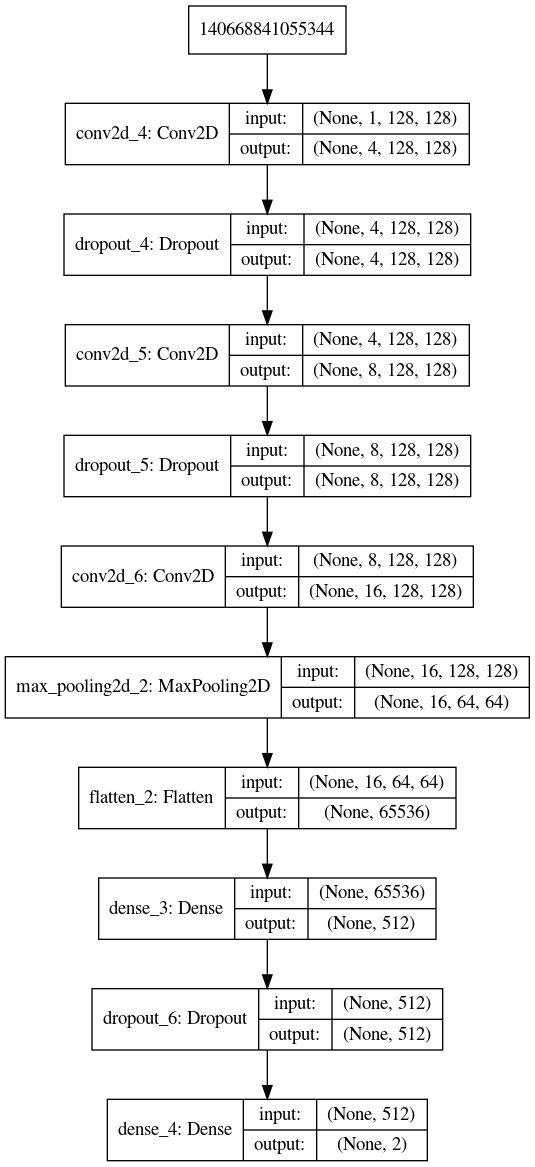 140668841055344
conv2d_4: Conv2D
input: (None, 1, 128, 128)
output: (None, 4, 128, 128)
dropout_4: Dropout
input: (None, 4, 128, 128)
output: (None, 4, 128, 128)
conv2d_5: Conv2D
input: (None, 4, 128, 128)
output: (None, 8, 128, 128)
dropout_5: Dropout
input: (None, 8, 128, 128)
output: (None, 8, 128, 128)
conv2d_6: Conv2D
input: (None, 8, 128, 128)
output: (None, 16, 128, 128)
max_pooling2d_2: MaxPooling2D
input: (None, 16, 128, 128)
output: (None, 16, 64, 64)
flatten_2: Flatten
input: (None, 16, 64, 64)
output: (None, 65536)
dense_3: Dense
input: (None, 65536)
output: (None, 512)
dropout_6: Dropout
input: (None, 512)
output: (None, 512)
dense_4: Dense
input: (None, 512)
output: (None, 2)